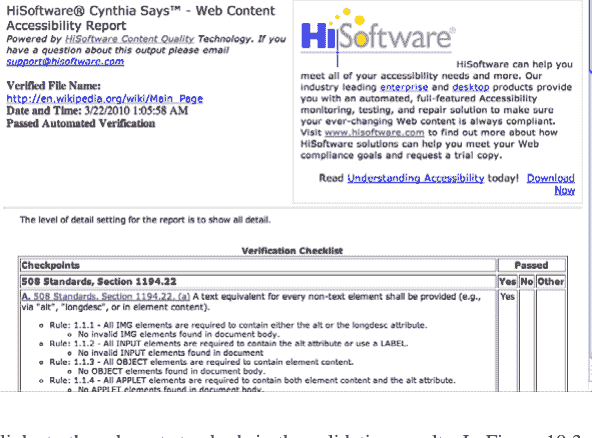 HiSoftware® Cynthia Says™ - Web Content
Accessibility Report
Powered by HiSoftware Content Quality Technology. If you
have a question about this output please email
support@hisoftware.com
Verified File Name:
http://en.wikipedia.org/wiki/Main_Page
Date and Time: 3/22/2010 1:05:58 AM
Passed Automated Verification
HiSoftware®
HiSoftware can help you
meet all of your accessibility needs and more. Our
industry leading enterprise and desktop products provide
you with an automated, full-featured Accessibility
monitoring, testing, and repair solution to make sure
your ever-changing Web content is always compliant.
Visit www.hisoftware.com to find out more about how
HiSoftware solutions can help you meet your Web
compliance goals and request a trial copy.
Read Understanding Accessibility today! Download
Now
The level of detail setting for the report is to show all detail.
Verification Checklist
Checkpoints Passed
508 Standards, Section 1194.22 Yes No Other
A. 508 Standards, Section 1194.22, (a) A text equivalent for every non-text element shall be provided (e.g., Yes
via "alt", "longdesc", or in element content).
Rule: 1.1.1 - All IMG elements are required to contain either the alt or the longdesc attribute.
No invalid IMG elements found in document body.
Rule: 1.1.2 - All INPUT elements are required to contain the alt attribute or use a LABEL.
No invalid INPUT elements found in document
Rule: 1.1.3 - All OBJECT elements are required to contain element content.
No OBJECT elements found in document body.
Rule: 1.1.4 - All APPLET elements are required to contain both element content and the alt attribute.
No APPLET elements found in document body.